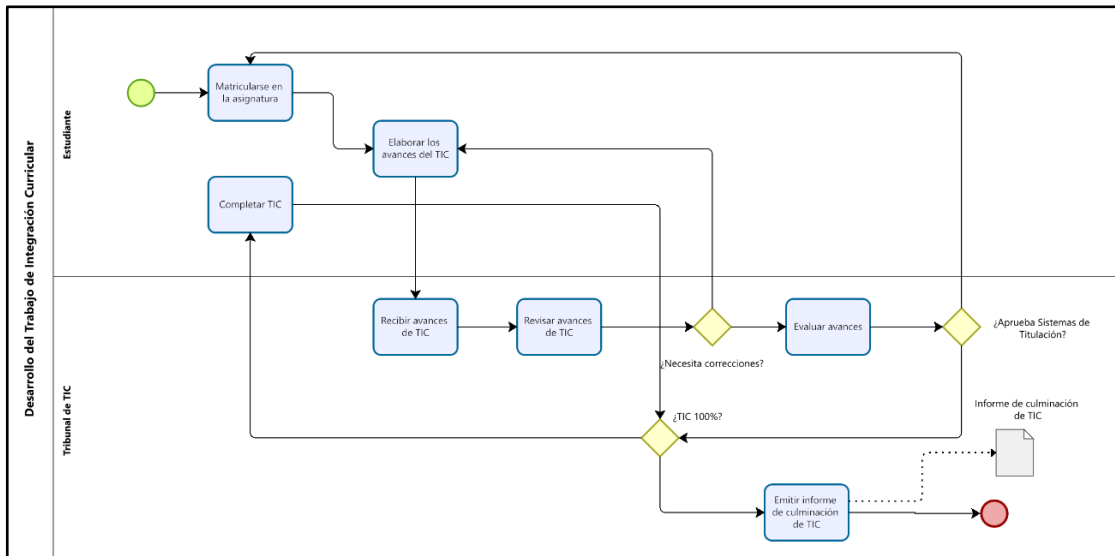 Desarrollo del Trabajo de Integración Curricular
Estudiante
Matricularse en
la asignatura
Elaborar los
avances del TIC
Completar TIC
Tribunal de TIC
Recibir avances
de TIC
Revisar avances
de TIC
¿Necesita correcciones?
Evaluar avances
¿Aprueba Sistemas de
Titulación?
¿TIC 100%?
Informe de culminación
de TIC
Emitir informe
de culminación
de TIC